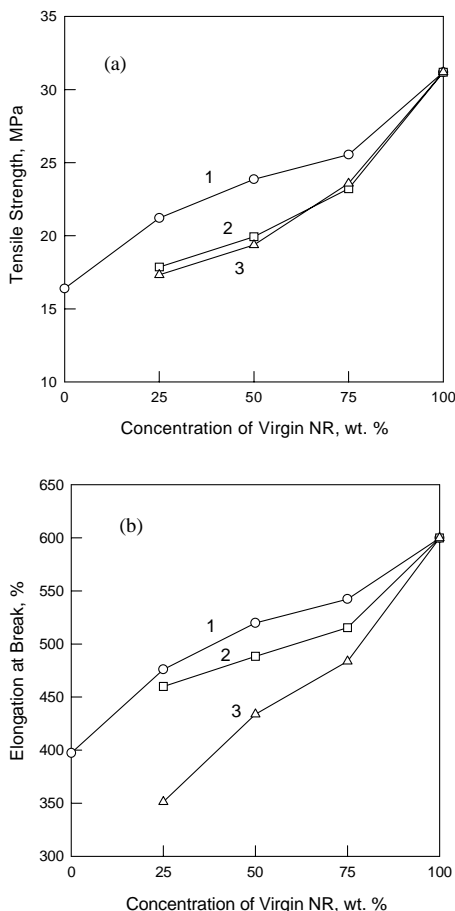 35
(a)
30
25
20
15
10
Tensile Strength, MPa
1
2
3
0 25 50 75 100
Concentration of Virgin NR, wt. %
650
(b)
600
550
500
450
400
350
300
Elongation at Break, %
1
2
3
0 25 50 75 100
Concentration of Virgin NR, wt. %